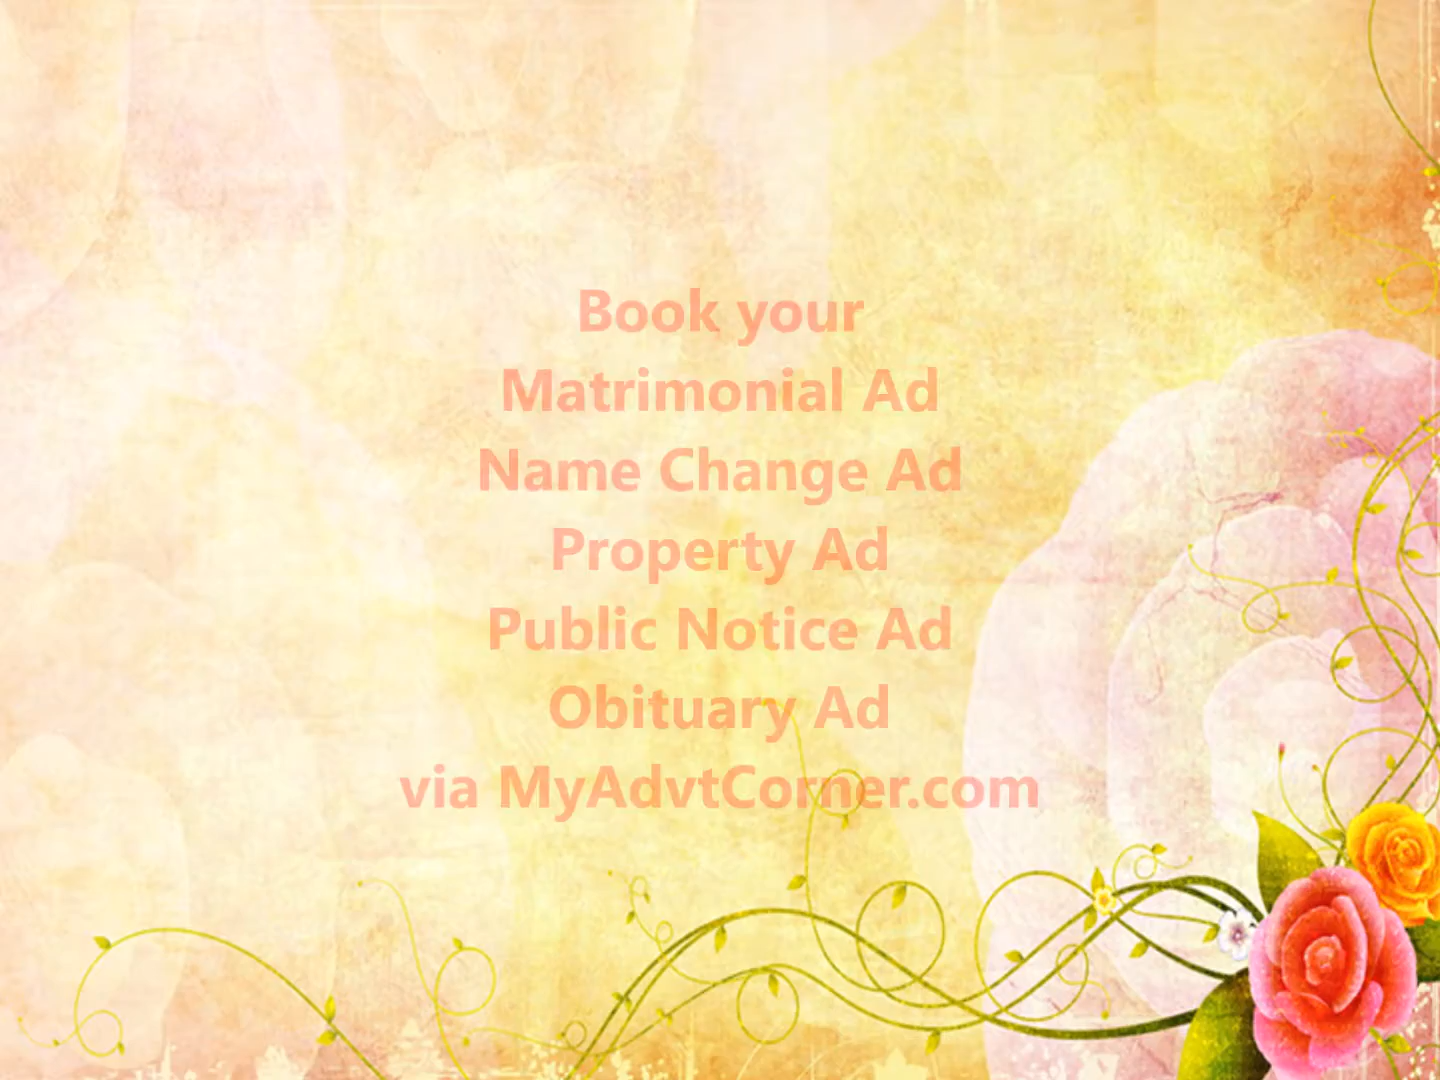 Book your
Matrimonial Ad
Name Change Ad
Property Ad
Public Notice Ad
Obituary Ad
via MyAdvtCorner.com